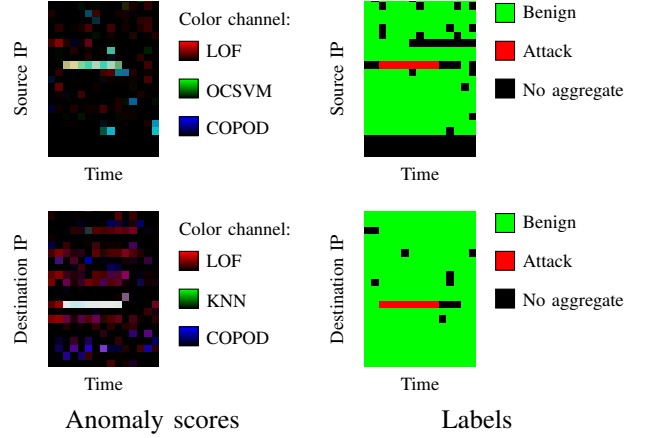 Source IP
Time
Color channel:
LOF
OCSVM
COPOD
Source IP
Time
Benign
Attack
No aggregate
Destination IP
Time
Color channel:
LOF
KNN
COPOD
Destination IP
Time
Benign
Attack
No aggregate
Anomaly scores
Labels